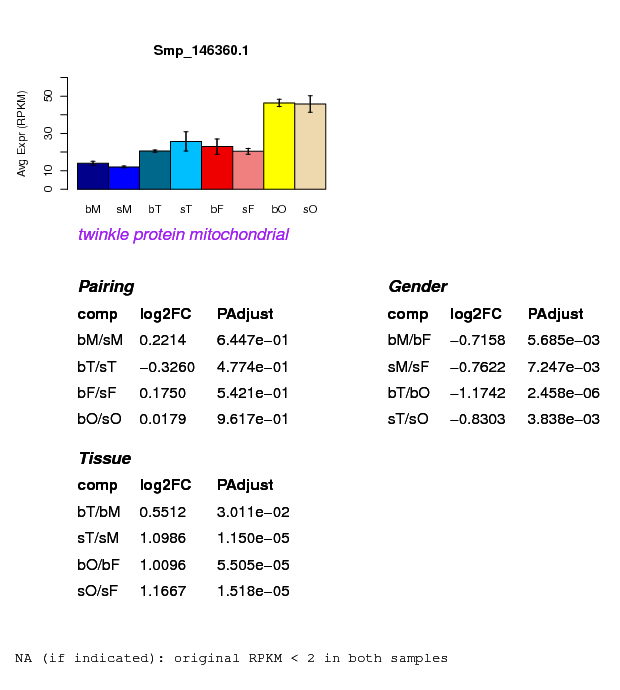 Smp_146360.1
Avg Expr (RPKM)
50
30
10
0
bM sM bT sT bF sF bO sO
twinkle protein mitochondrial
Pairing
comp log2FC PAdjust
bM/sM 0.2214 6.447e−01
bT/sT −0.3260 4.774e−01
bF/sF 0.1750 5.421e−01
bO/sO 0.0179 9.617e−01
Gender
comp log2FC PAdjust
bM/bF −0.7158 5.685e−03
sM/sF −0.7622 7.247e−03
bT/bO −1.1742 2.458e−06
sT/sO −0.8303 3.838e−03
Tissue
comp log2FC PAdjust
bT/bM 0.5512 3.011e−02
sT/sM 1.0986 1.150e−05
bO/bF 1.0096 5.505e−05
sO/sF 1.1667 1.518e−05
NA (if indicated): original RPKM < 2 in both samples